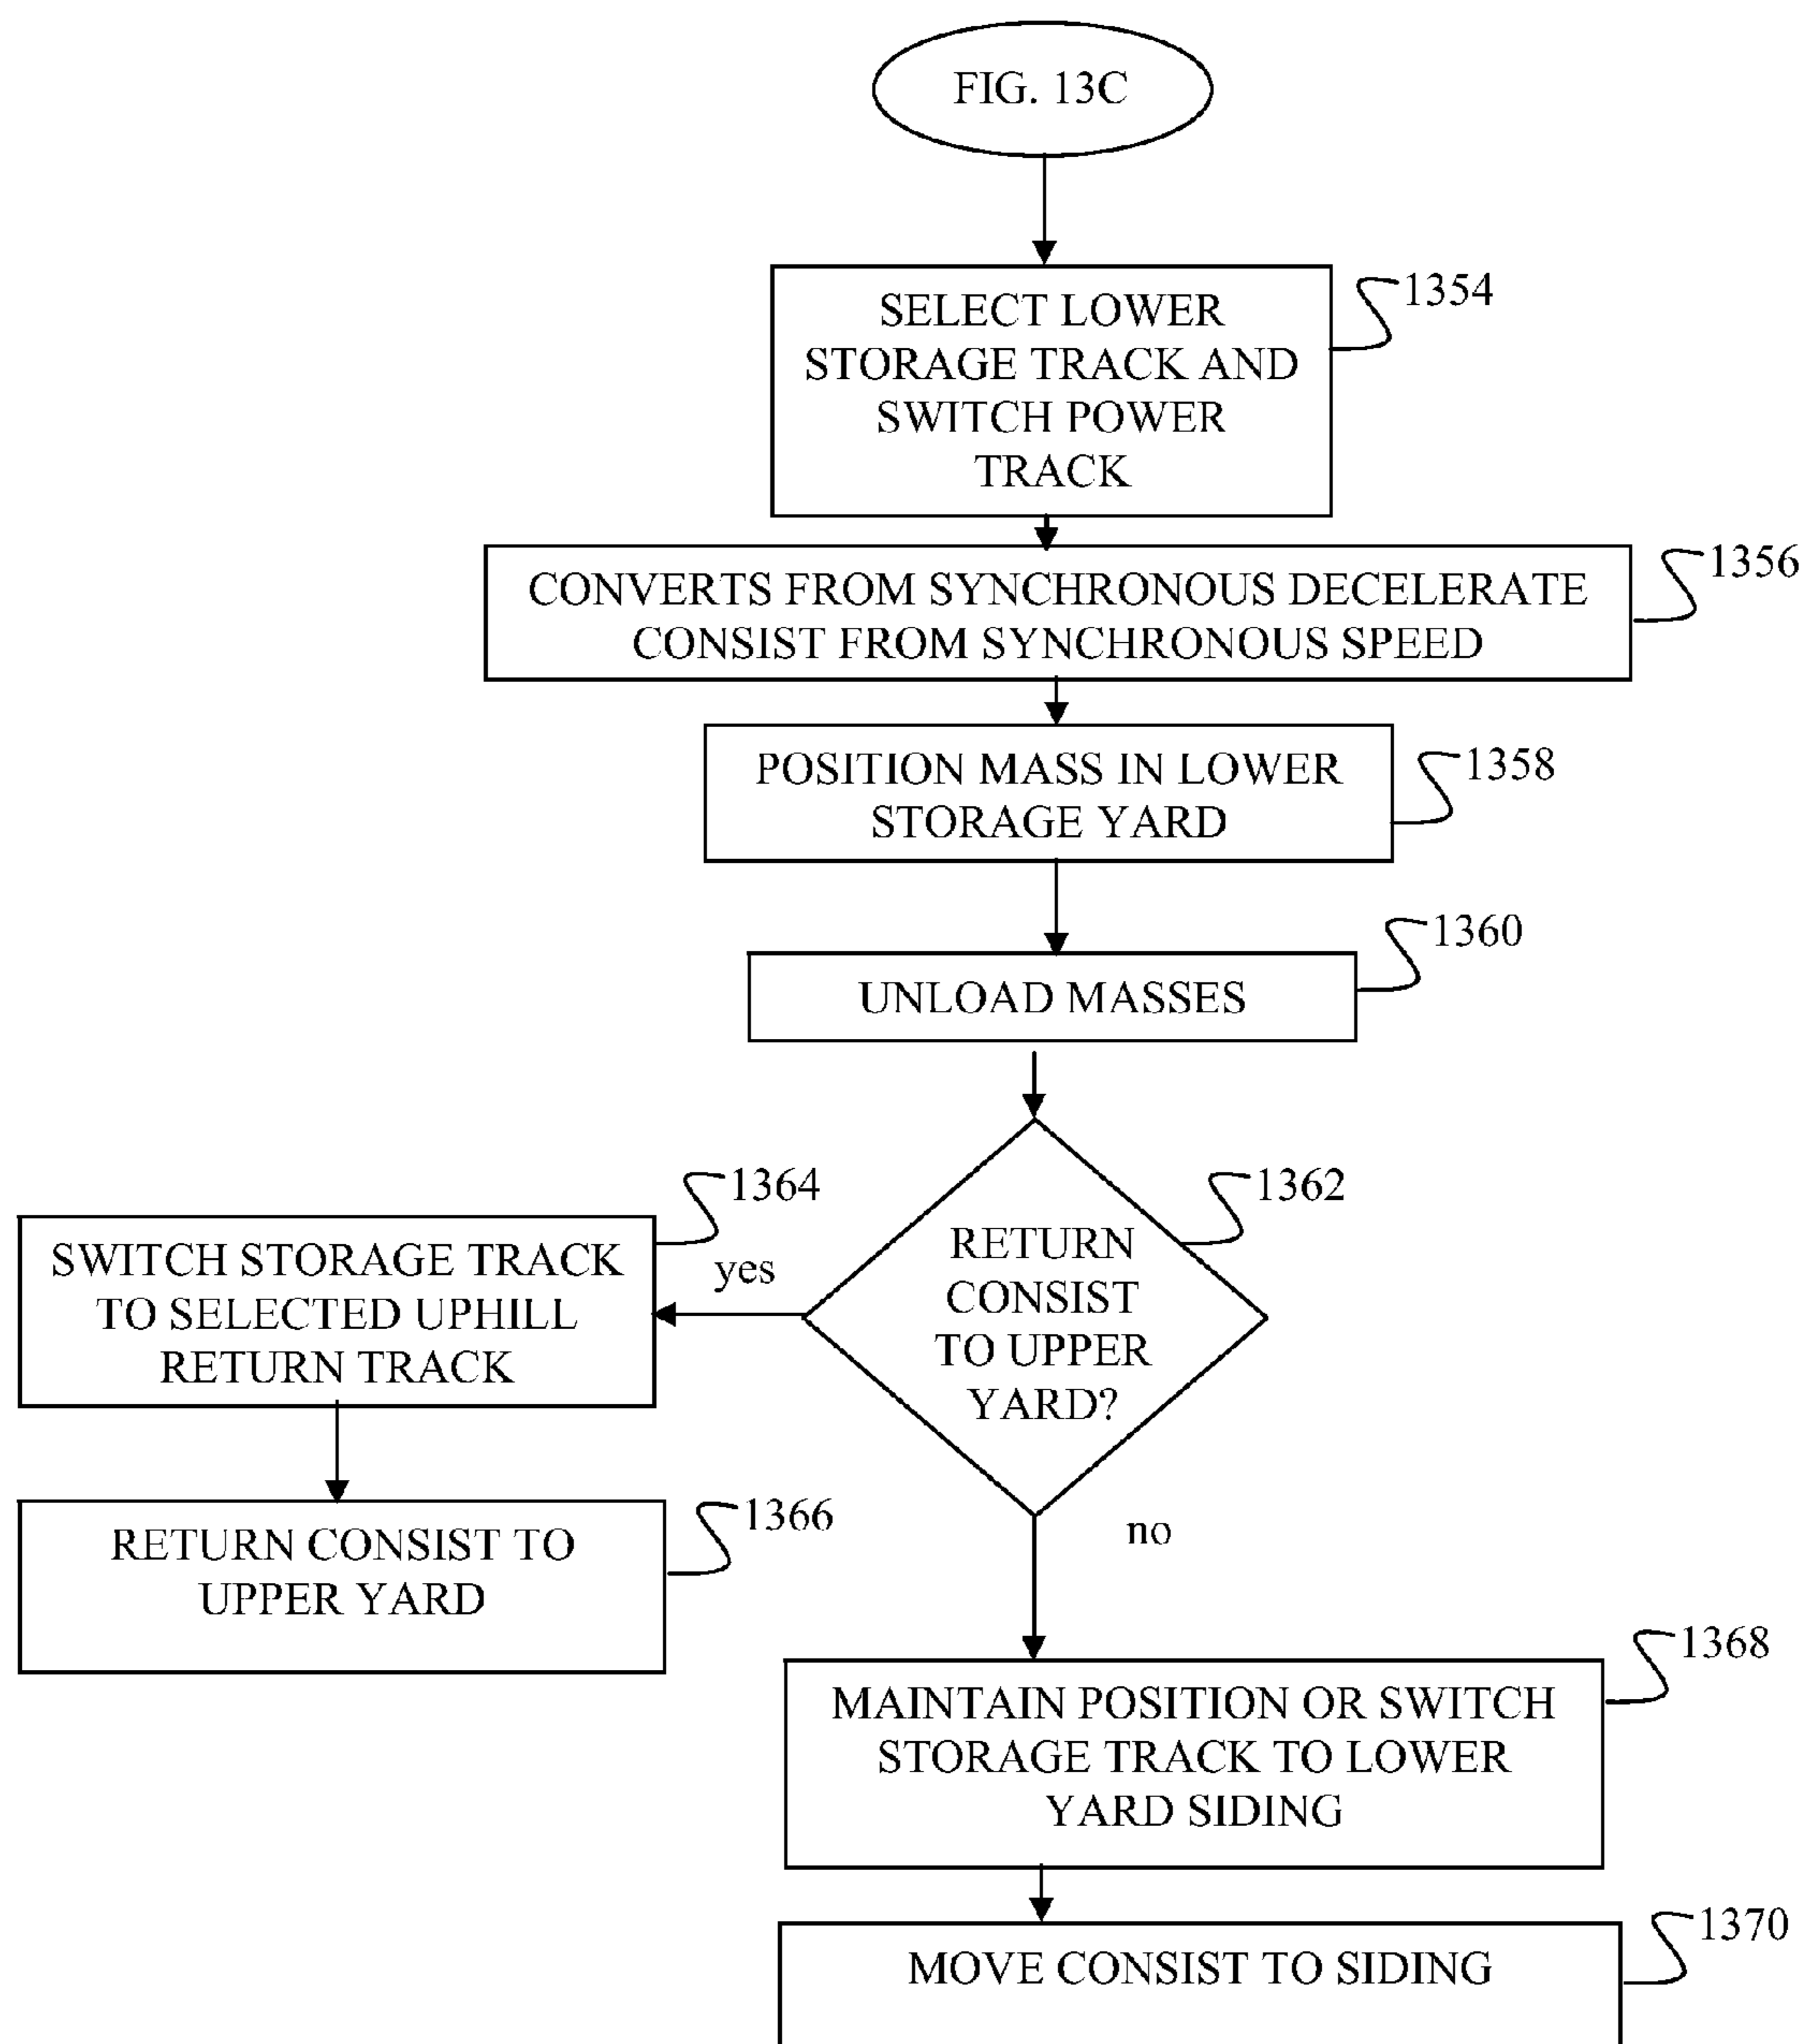 FIG. 13C
SELECT LOWER
STORAGE TRACK AND
SWITCH POWER
TRACK
1354
CONVERTS FROM SYNCHRONOUS DECELERATE
CONSIST FROM SYNCHRONOUS SPEED
1356
POSITION MASS IN LOWER
STORAGE YARD
1358
UNLOAD MASSES
1360
RETURN
CONSIST
TO UPPER
YARD?
1362
yes
SWITCH STORAGE TRACK
TO SELECTED UPHILL
RETURN TRACK
1364
RETURN CONSIST TO
UPPER YARD
1366
no
MAINTAIN POSITION OR SWITCH
STORAGE TRACK TO LOWER
YARD SIDING
1368
MOVE CONSIST TO SIDING
1370